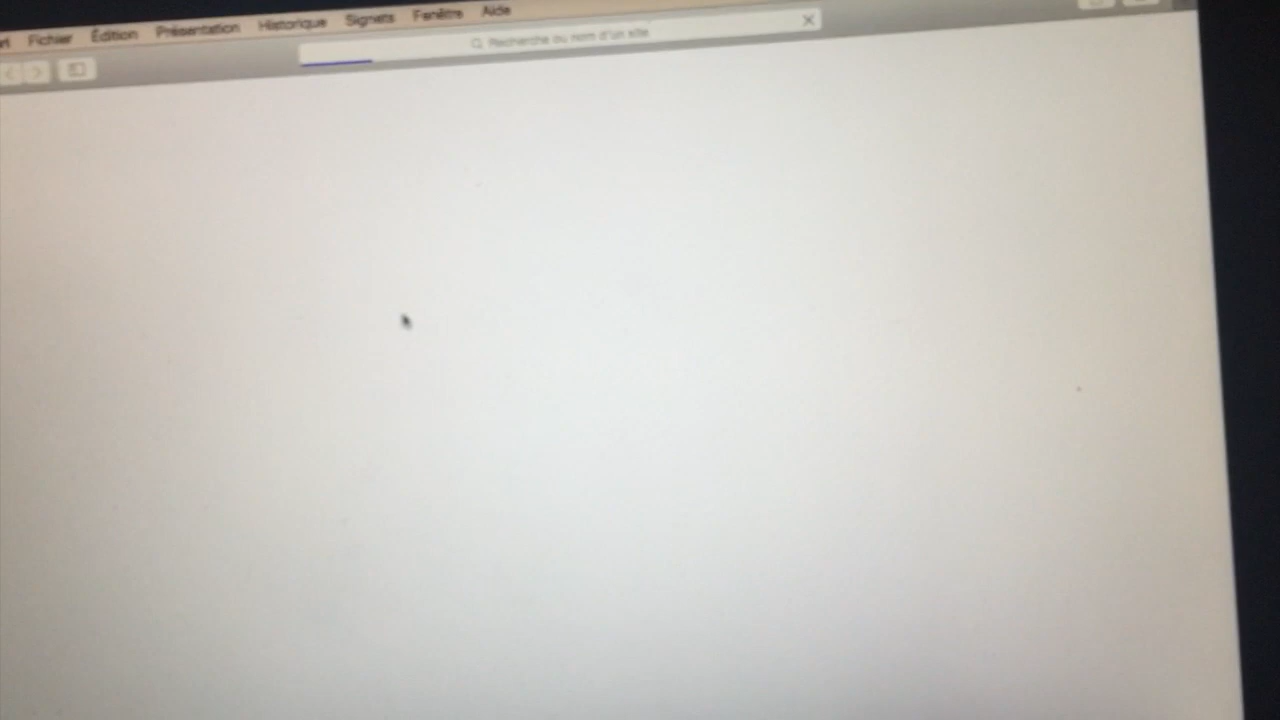 Fichier Édition Présentation Historique Signets Fenêtre Aide
Recherche ou nom d'un site